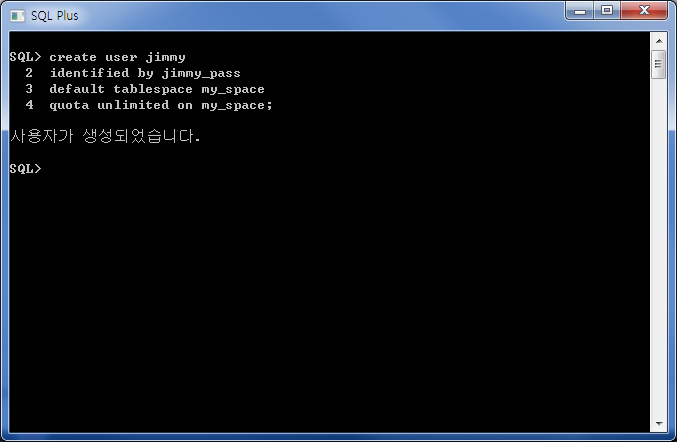 SQL Plus
SQL> create user jimmy
2 identified by jimmy_pass
3 default tablespace my_space
4 quota unlimited on my_space;
사용자가 생성되었습니다.
SQL>